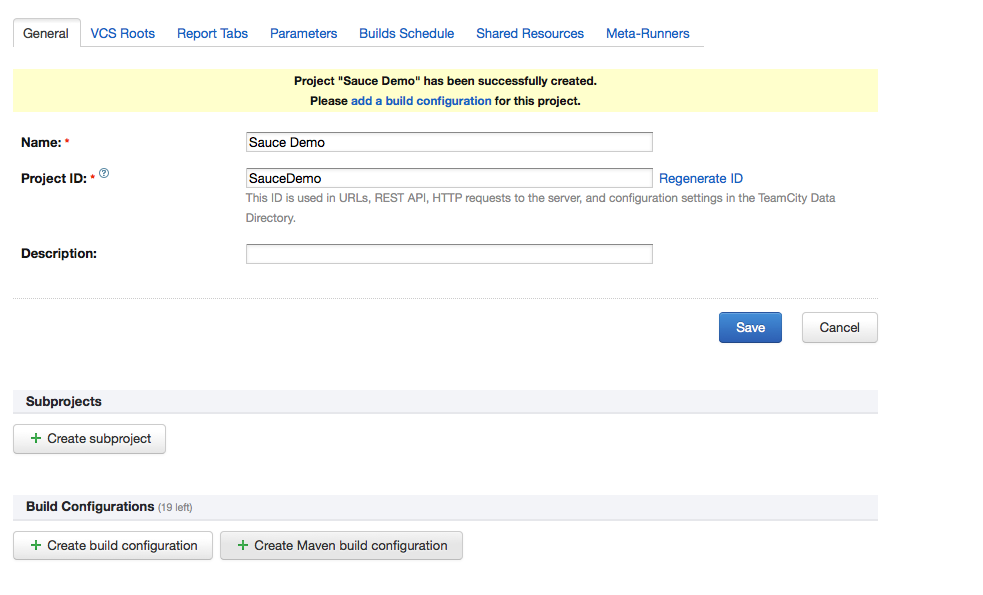 General VCS Roots Report Tabs Parameters Builds Schedule Shared Resources Meta-Runners
Project "Sauce Demo" has been successfully created.
Please add a build configuration for this project.
Name: * Sauce Demo
Project ID: * ? SauceDemo Regenerate ID
This ID is used in URLs, REST API, HTTP requests to the server, and configuration settings in the TeamCity Data
Directory.
Description:
Save Cancel
Subprojects
+ Create subproject
Build Configurations (19 left)
+ Create build configuration + Create Maven build configuration